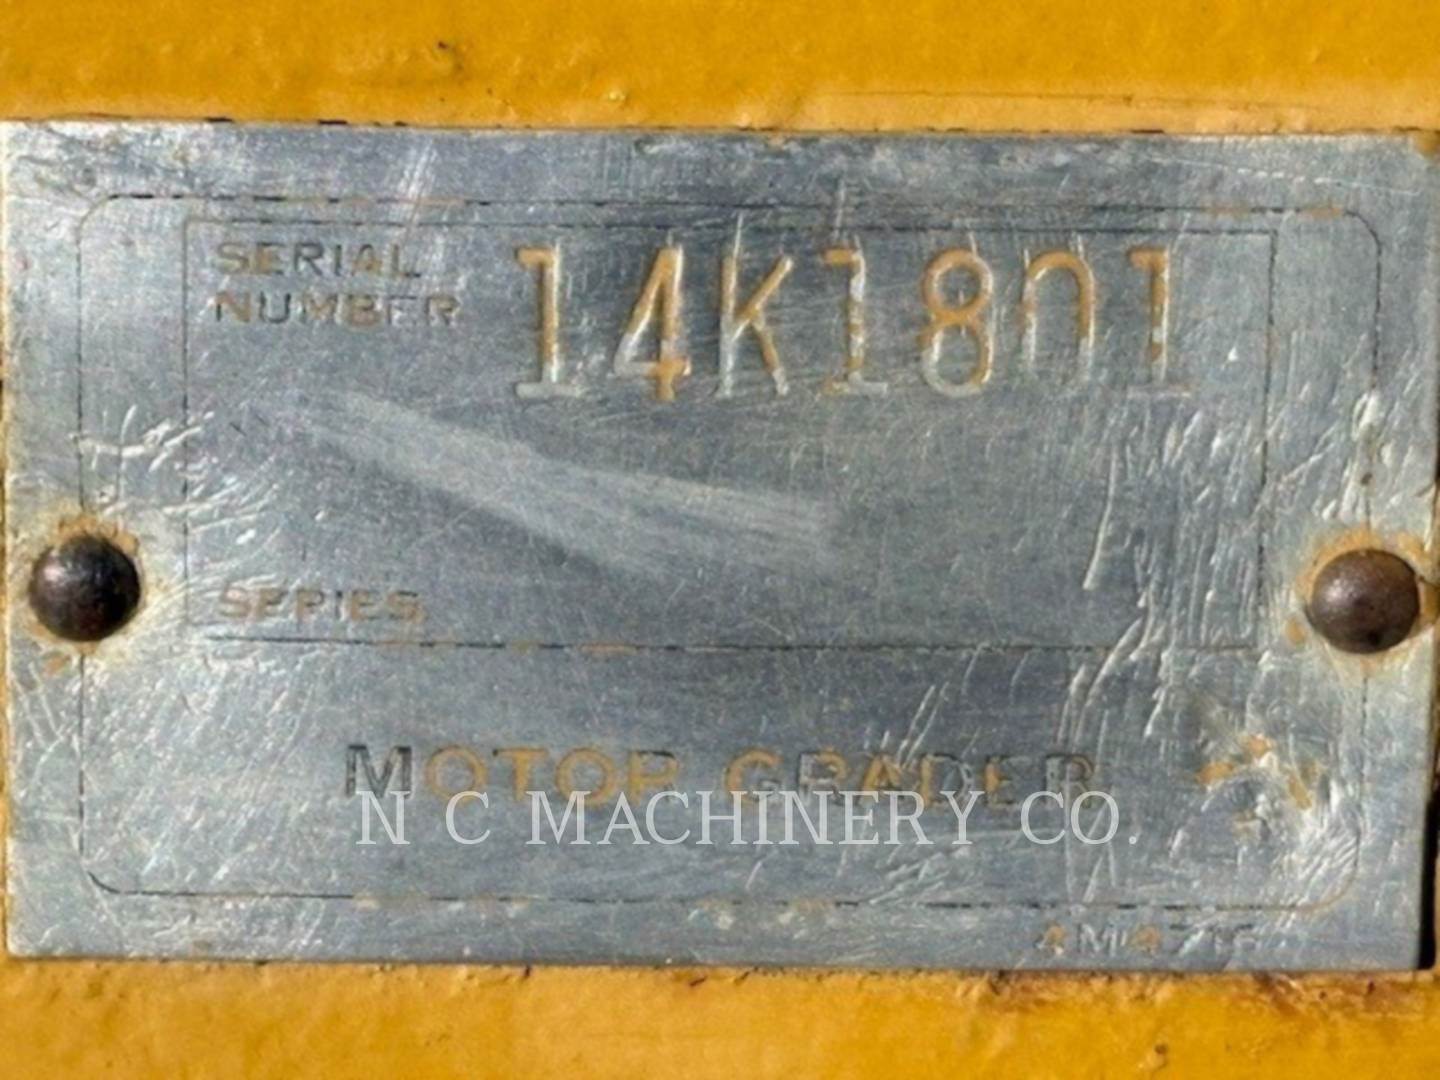 SERIAL
NUMBER
14K1801
SERIES
MOTOR GRADER
N C MACHINERY CO.